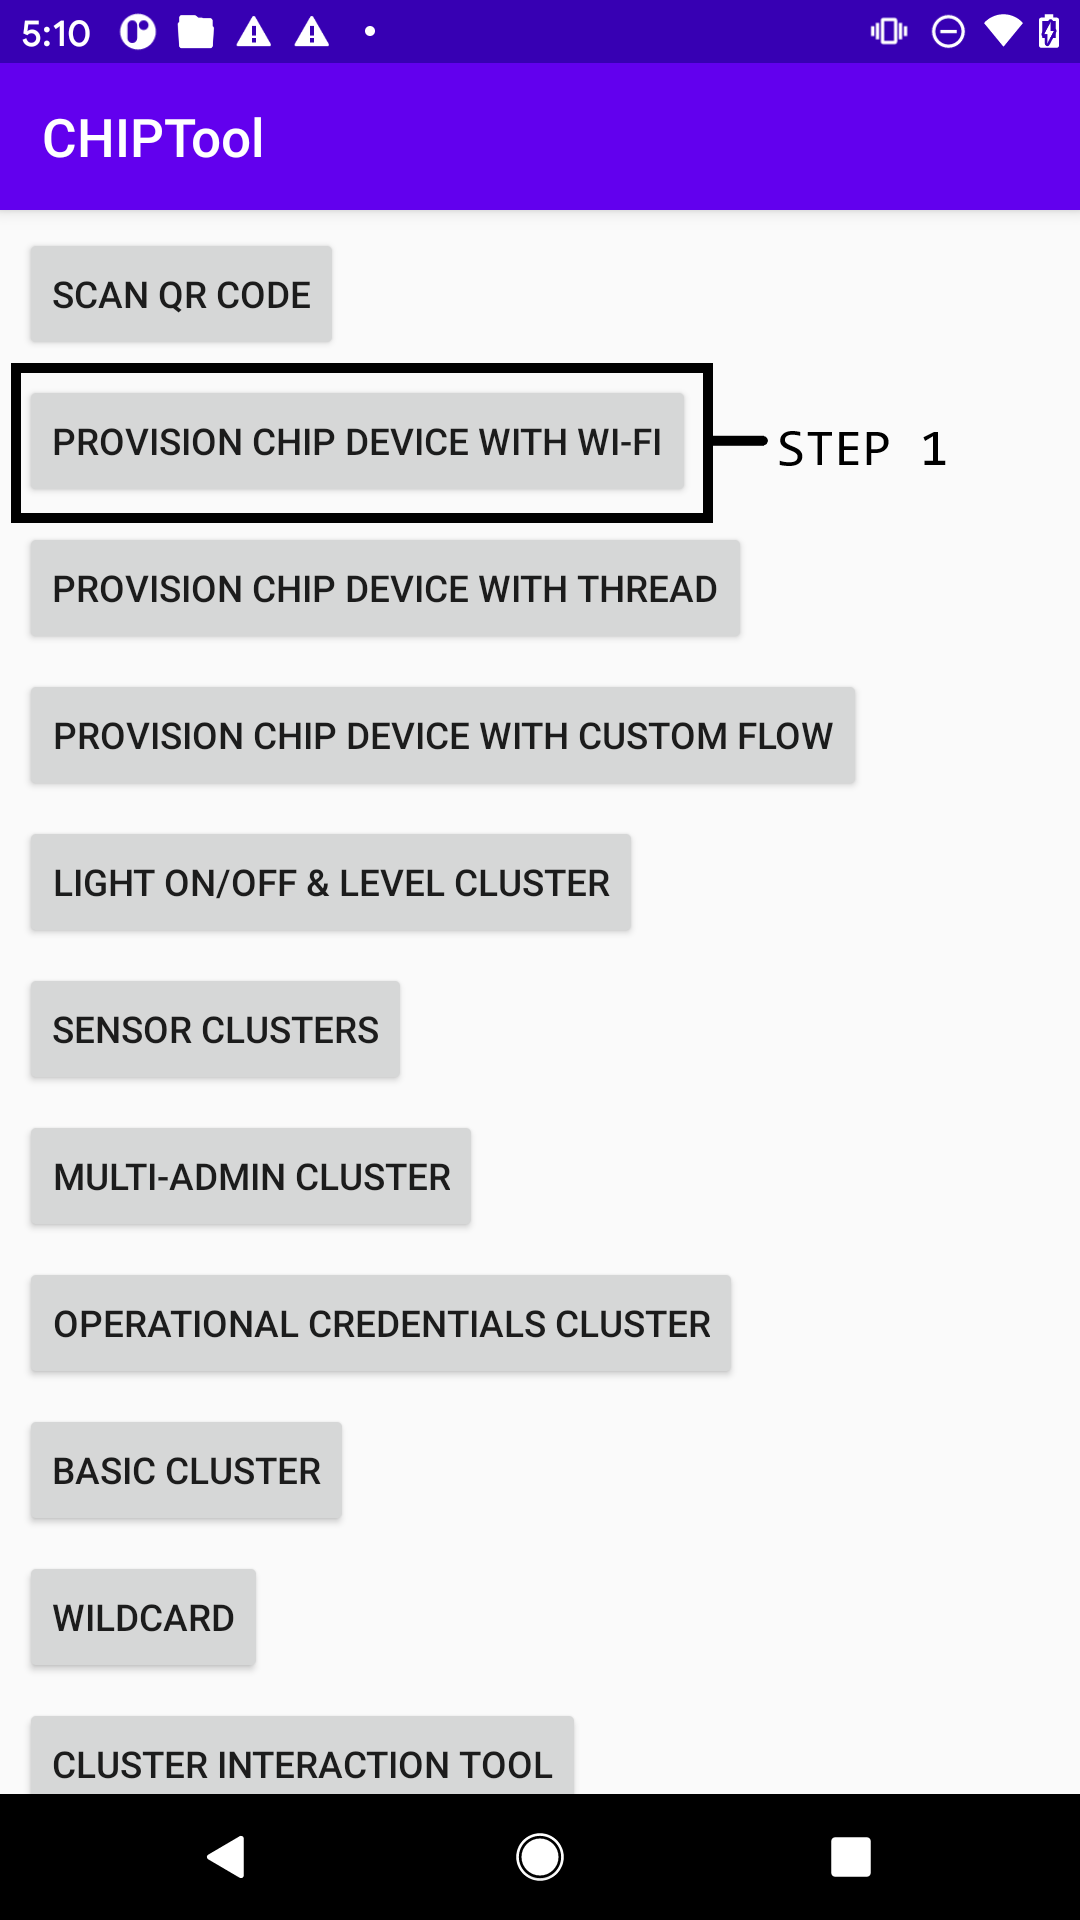 5:10
CHIPTool
SCAN QR CODE
PROVISION CHIP DEVICE WITH WI-FI
STEP 1
PROVISION CHIP DEVICE WITH THREAD
PROVISION CHIP DEVICE WITH CUSTOM FLOW
LIGHT ON/OFF & LEVEL CLUSTER
SENSOR CLUSTERS
MULTI-ADMIN CLUSTER
OPERATIONAL CREDENTIALS CLUSTER
BASIC CLUSTER
WILDCARD
CLUSTER INTERACTION TOOL